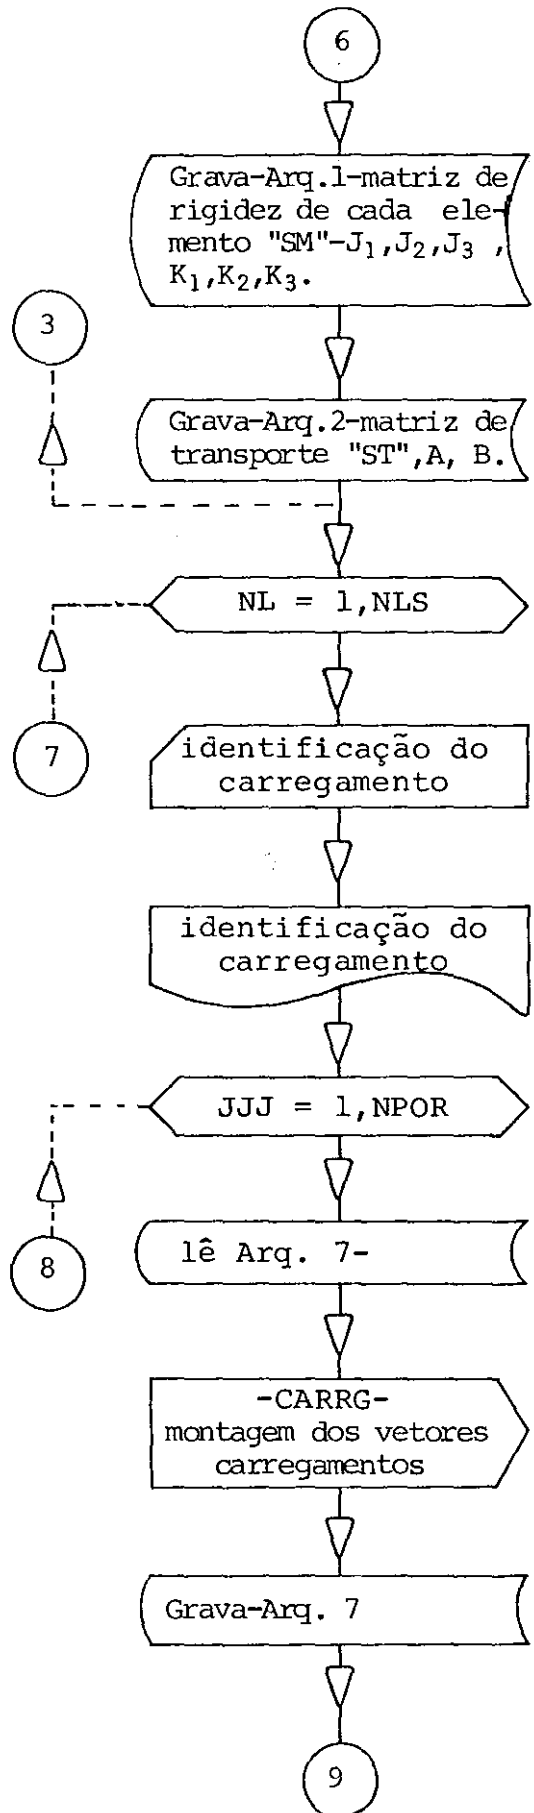 6
Grava-Arq.1-matriz de
rigidez de cada ele-
mento "SM"-J₁,J₂,J₃ ,
K₁,K₂,K₃.
3
Grava-Arq.2-matriz de
transporte "ST",A, B.
NL = 1,NLS
7
identificação do
carregamento
identificação do
carregamento
JJJ = 1,NPOR
8
lê Arq. 7-
-CARRG-
montagem dos vetores
carregamentos
Grava-Arq. 7
9